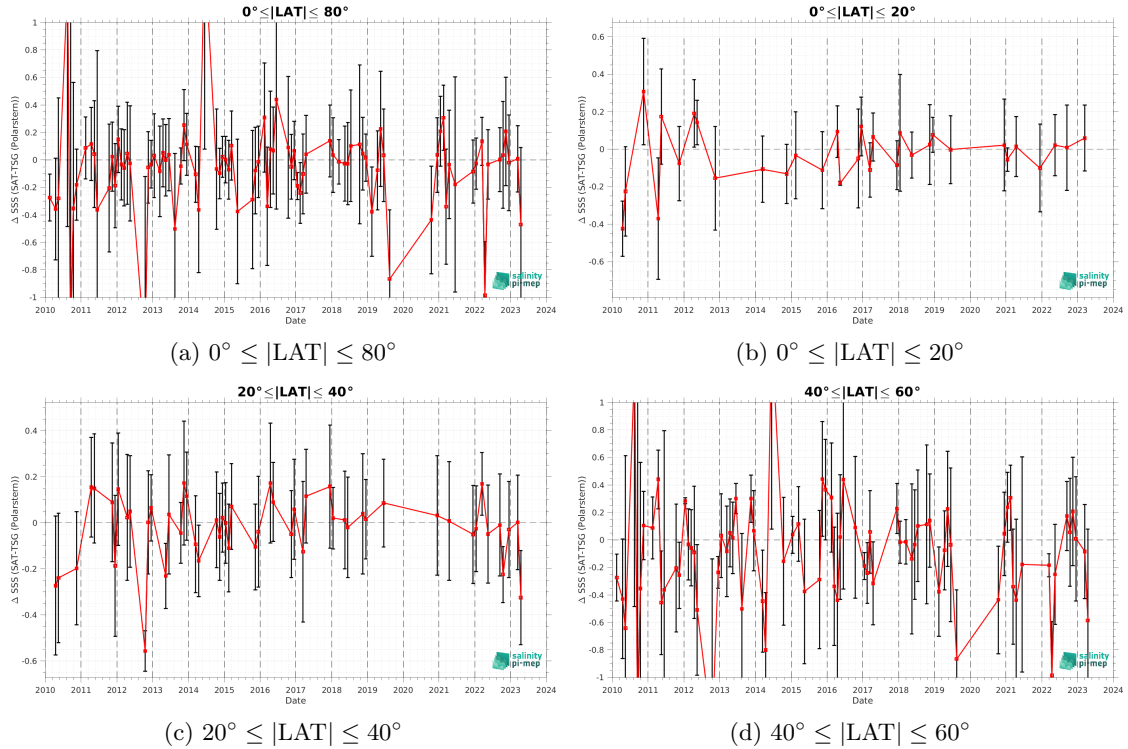 0°≤|LAT|≤ 80°
Δ SSS (SAT-TSG (Polarstern))
1
0.8
0.6
0.4
0.2
0
-0.2
-0.4
-0.6
-0.8
-1
2010 2011 2012 2013 2014 2015 2016 2017 2018 2019 2020 2021 2022 2023 2024
Date
salinity
pi-mep
(a) 0° ≤ |LAT| ≤ 80°
0°≤|LAT|≤ 20°
Δ SSS (SAT-TSG (Polarstern))
0.6
0.4
0.2
0
-0.2
-0.4
-0.6
2010 2011 2012 2013 2014 2015 2016 2017 2018 2019 2020 2021 2022 2023 2024
Date
salinity
pi-mep
(b) 0° ≤ |LAT| ≤ 20°
20°≤|LAT|≤ 40°
Δ SSS (SAT-TSG (Polarstern))
0.4
0.2
0
-0.2
-0.4
-0.6
2010 2011 2012 2013 2014 2015 2016 2017 2018 2019 2020 2021 2022 2023 2024
Date
salinity
pi-mep
(c) 20° ≤ |LAT| ≤ 40°
40°≤|LAT|≤ 60°
Δ SSS (SAT-TSG (Polarstern))
1
0.8
0.6
0.4
0.2
0
-0.2
-0.4
-0.6
-0.8
-1
2010 2011 2012 2013 2014 2015 2016 2017 2018 2019 2020 2021 2022 2023 2024
Date
salinity
pi-mep
(d) 40° ≤ |LAT| ≤ 60°